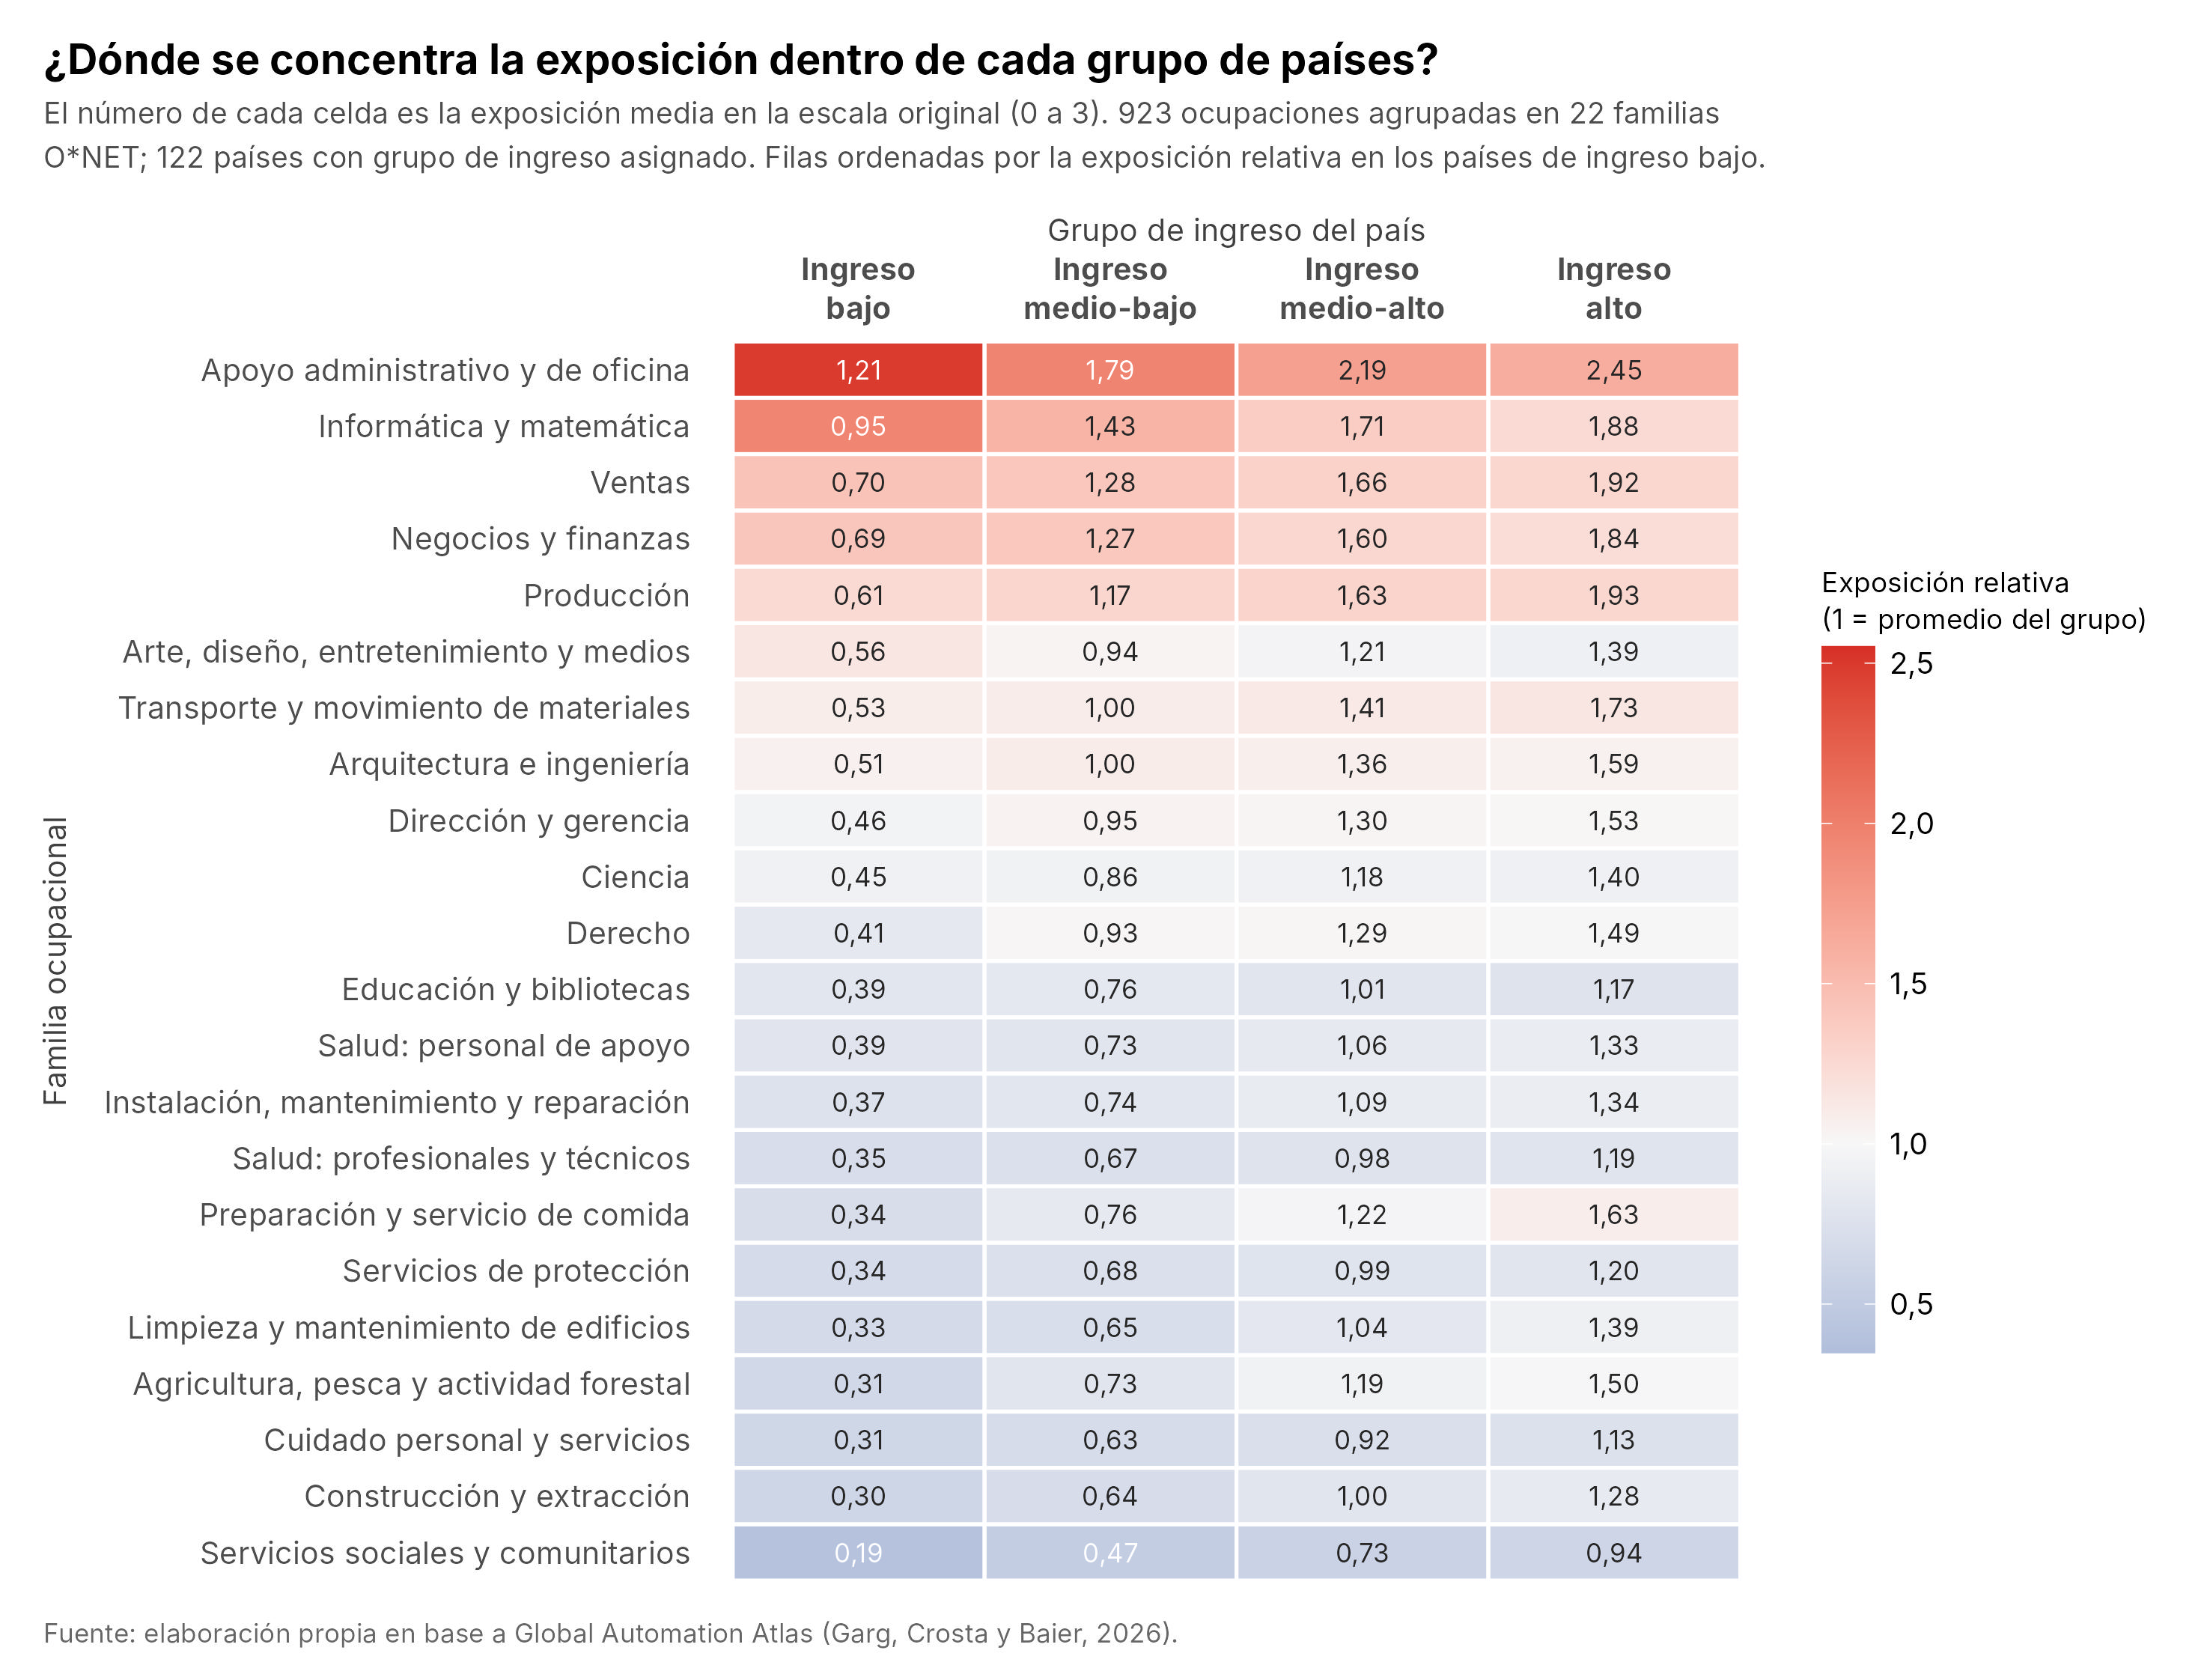 ¿Dónde se concentra la exposición dentro de cada grupo de países?
El número de cada celda es la exposición media en la escala original (0 a 3). 923 ocupaciones agrupadas en 22 familias
O*NET; 122 países con grupo de ingreso asignado. Filas ordenadas por la exposición relativa en los países de ingreso bajo.
Grupo de ingreso del país
Ingreso bajo
Ingreso medio-bajo
Ingreso medio-alto
Ingreso alto
Familia ocupacional
Apoyo administrativo y de oficina 1,21 1,79 2,19 2,45
Informática y matemática 0,95 1,43 1,71 1,88
Ventas 0,70 1,28 1,66 1,92
Negocios y finanzas 0,69 1,27 1,60 1,84
Producción 0,61 1,17 1,63 1,93
Arte, diseño, entretenimiento y medios 0,56 0,94 1,21 1,39
Transporte y movimiento de materiales 0,53 1,00 1,41 1,73
Arquitectura e ingeniería 0,51 1,00 1,36 1,59
Dirección y gerencia 0,46 0,95 1,30 1,53
Ciencia 0,45 0,86 1,18 1,40
Derecho 0,41 0,93 1,29 1,49
Educación y bibliotecas 0,39 0,76 1,01 1,17
Salud: personal de apoyo 0,39 0,73 1,06 1,33
Instalación, mantenimiento y reparación 0,37 0,74 1,09 1,34
Salud: profesionales y técnicos 0,35 0,67 0,98 1,19
Preparación y servicio de comida 0,34 0,76 1,22 1,63
Servicios de protección 0,34 0,68 0,99 1,20
Limpieza y mantenimiento de edificios 0,33 0,65 1,04 1,39
Agricultura, pesca y actividad forestal 0,31 0,73 1,19 1,50
Cuidado personal y servicios 0,31 0,63 0,92 1,13
Construcción y extracción 0,30 0,64 1,00 1,28
Servicios sociales y comunitarios 0,19 0,47 0,73 0,94
Exposición relativa
(1 = promedio del grupo)
2,5
2,0
1,5
1,0
0,5
Fuente: elaboración propia en base a Global Automation Atlas (Garg, Crosta y Baier, 2026).